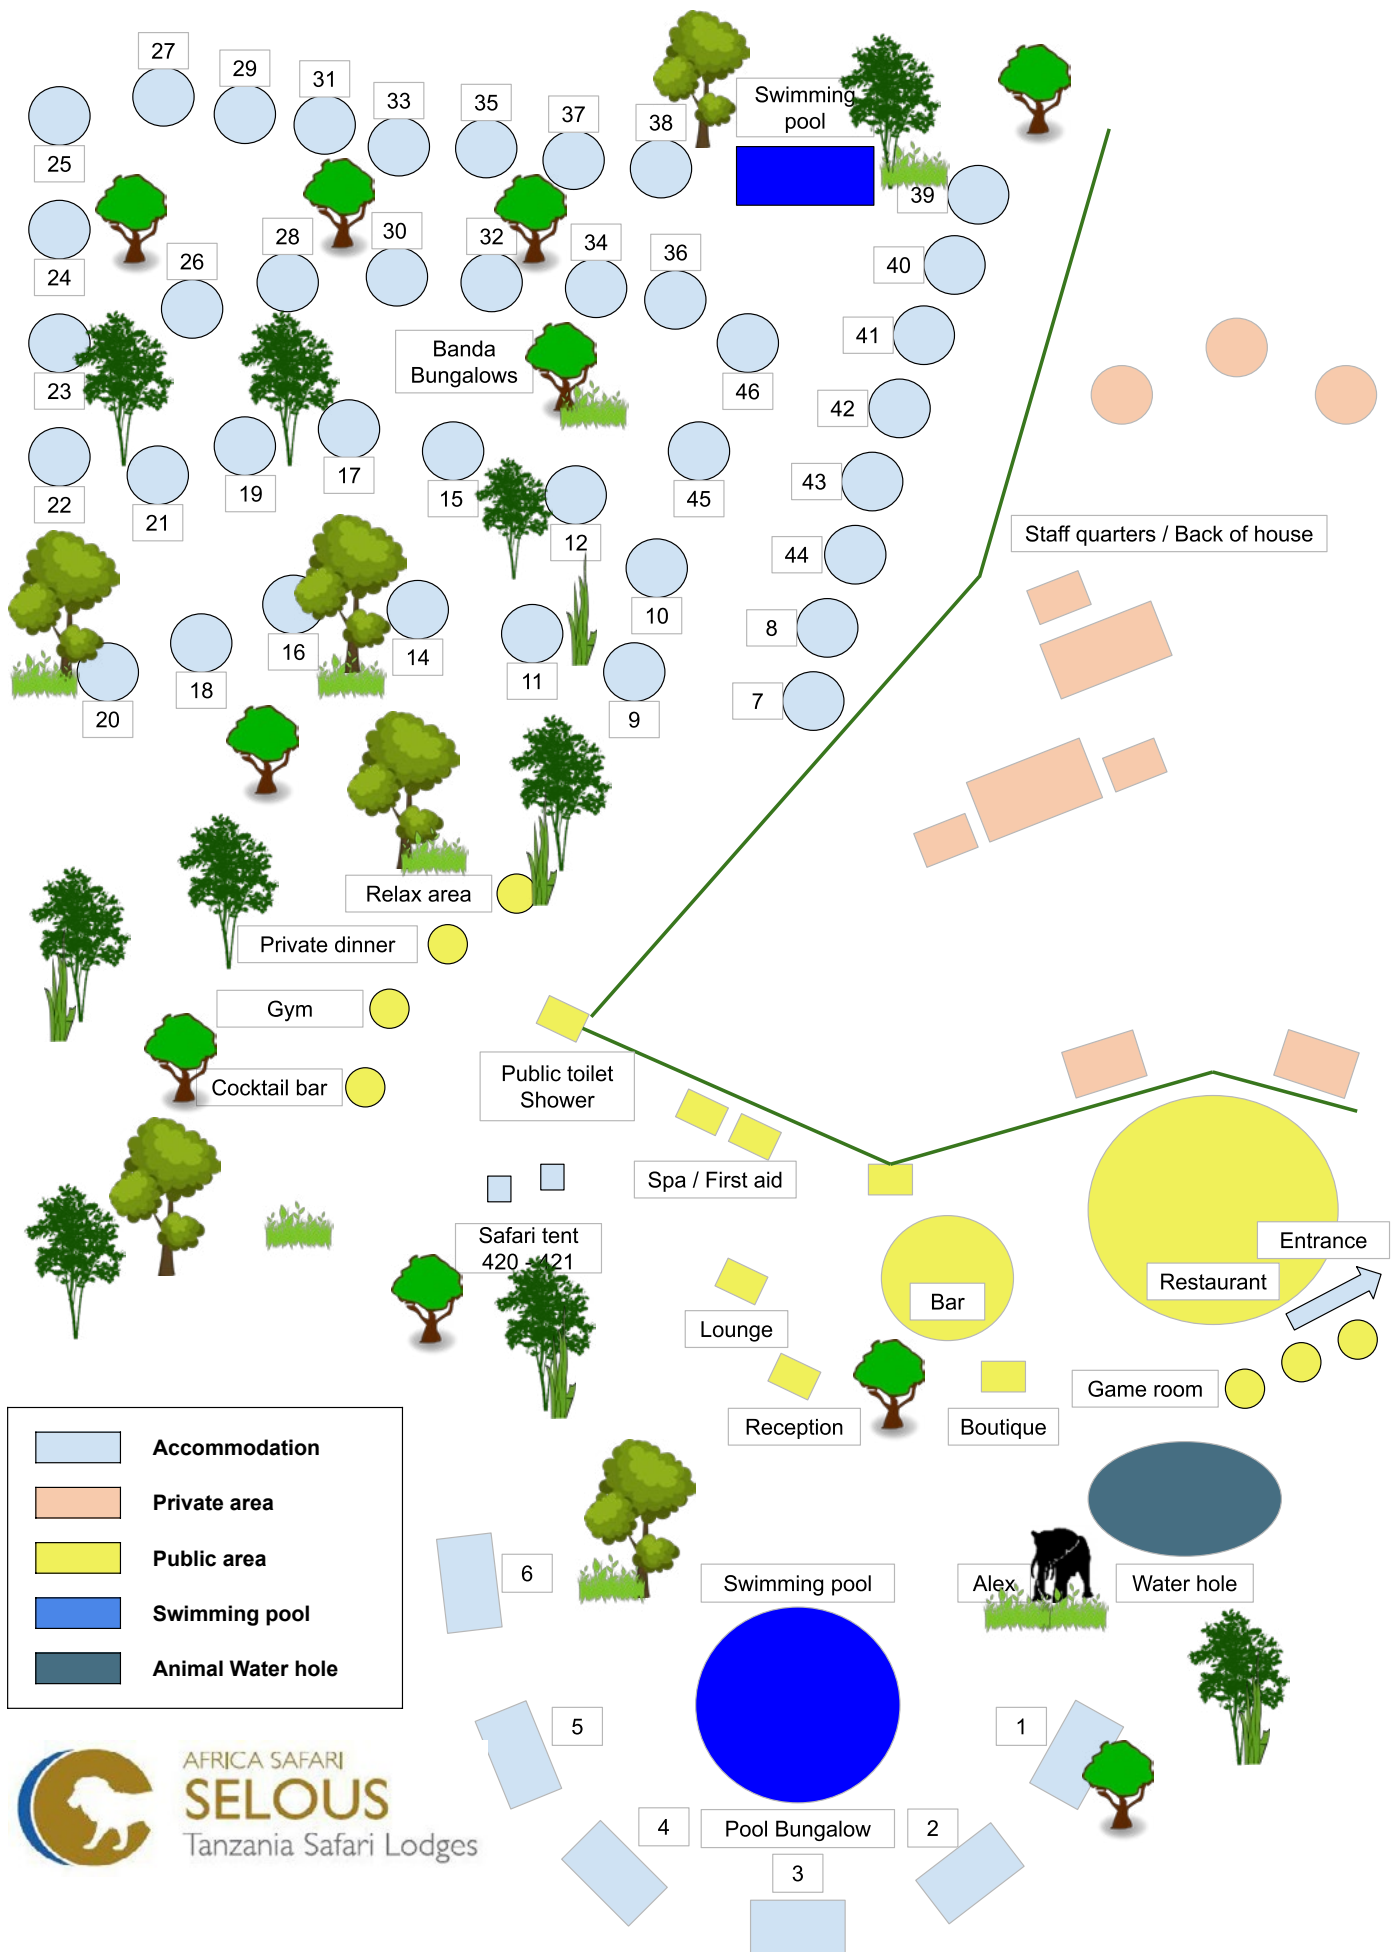 27
29
31
33
35
37
38
Swimming
pool
25
39
24
26
28
30
32
34
36
40
23
Banda
Bungalows
46
41
42
22
21
19
17
15
12
45
43
44
Staff quarters / Back of house
20
18
16
14
11
10
9
8
7
Relax area
Private dinner
Gym
Cocktail bar
Public toilet
Shower
Spa / First aid
Safari tent
420 - 421
Lounge
Bar
Entrance
Restaurant
Reception
Boutique
Game room
Accommodation
Private area
Public area
Swimming pool
Animal Water hole
6
Swimming pool
Alex
Water hole
5
1
4
Pool Bungalow
2
3
AFRICA SAFARI
SELOUS
Tanzania Safari Lodges